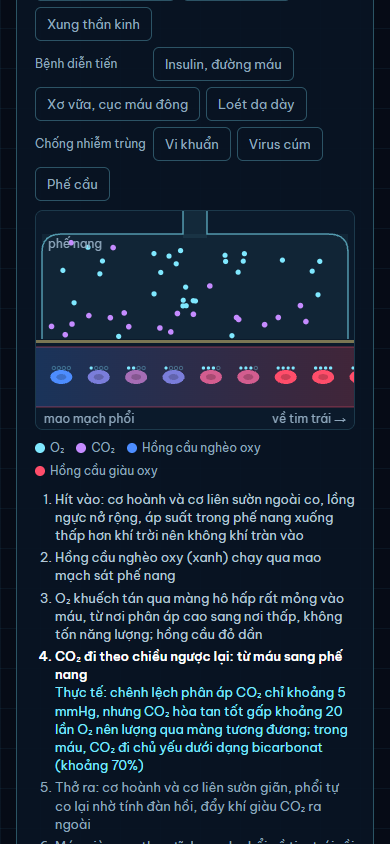 Xung thần kinh
Bệnh diễn tiến
Insulin, đường máu
Xơ vữa, cục máu đông
Loét dạ dày
Chống nhiễm trùng
Vi khuẩn
Virus cúm
Phế cầu
phế nang
mao mạch phổi
về tim trái →
O₂
CO₂
Hồng cầu nghèo oxy
Hồng cầu giàu oxy
1. Hít vào: cơ hoành và cơ liên sườn ngoài co, lồng
ngực nở rộng, áp suất trong phế nang xuống
thấp hơn khí trời nên không khí tràn vào
2. Hồng cầu nghèo oxy (xanh) chạy qua mao
mạch sát phế nang
3. O₂ khuếch tán qua màng hô hấp rất mỏng vào
máu, từ nơi phân áp cao sang nơi thấp, không
tốn năng lượng; hồng cầu đỏ dần
4. CO₂ đi theo chiều ngược lại: từ máu sang phế
nang
Thực tế: chênh lệch phân áp CO₂ chỉ khoảng 5
mmHg, nhưng CO₂ hòa tan tốt gấp khoảng 20
lần O₂ nên lượng qua màng tương đương; trong
máu, CO₂ đi chủ yếu dưới dạng bicarbonat
(khoảng 70%)
5. Thở ra: cơ hoành và cơ liên sườn giãn, phổi tự
co lại nhờ tính đàn hồi, đẩy khí giàu CO₂ ra
ngoài